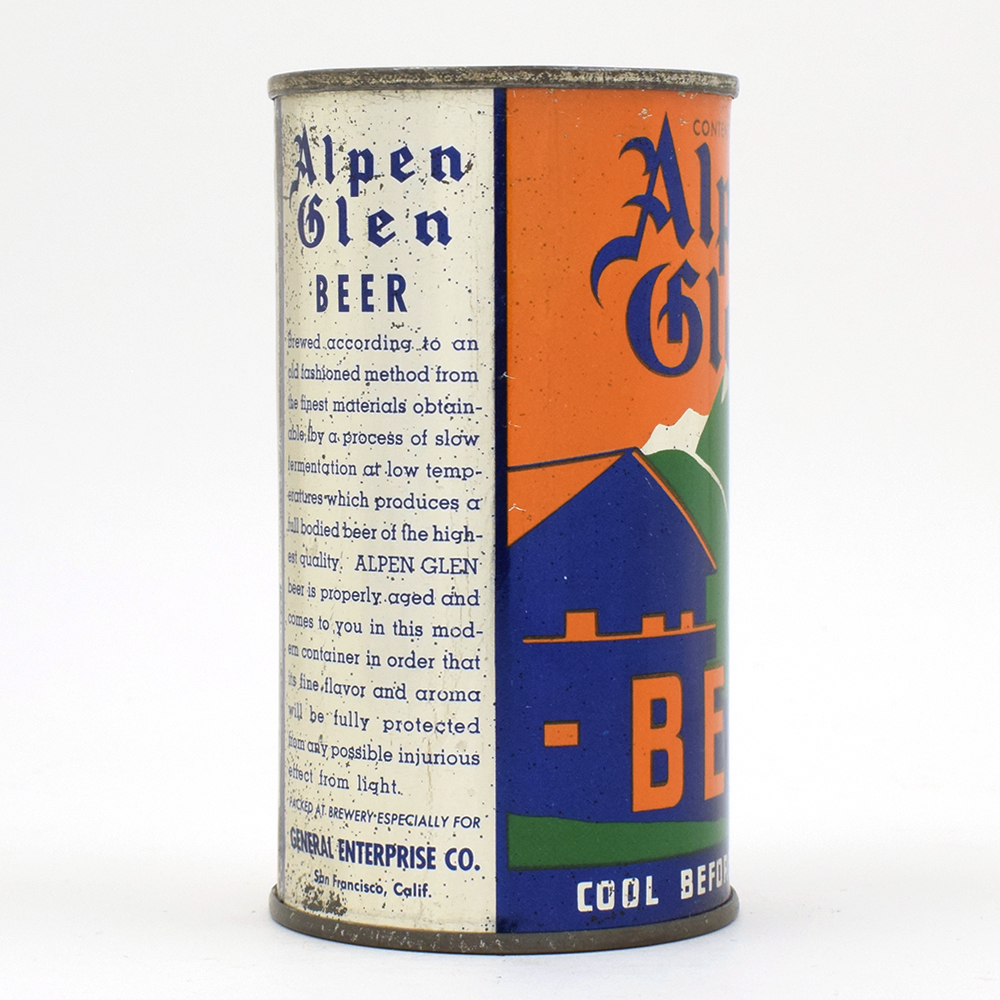 Alpen
Glen
BEER
Brewed according to an
old fashioned method from
the finest materials obtain-
able, by a process of slow
fermentation at low temp-
eratures which produces a
full bodied beer of the high-
est quality. ALPEN GLEN
beer is properly aged and
comes to you in this mod-
ern container in order that
its fine flavor and aroma
will be fully protected
from any possible injurious
effect from light.
PACKED AT BREWERY·ESPECIALLY FOR
GENERAL ENTERPRISE CO.
San Francisco, Calif.
CONTEN
Alp
Gl
BE
COOL BEFOR